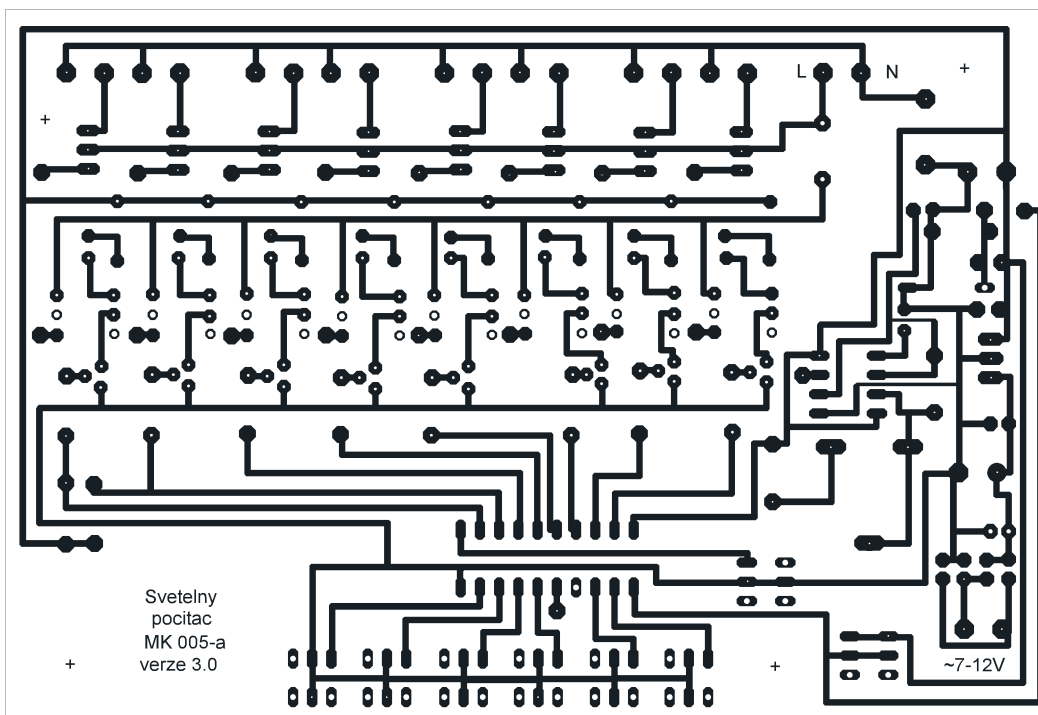 L N
Svetelny
pocitac
MK 005-a
verze 3.0
~7-12V